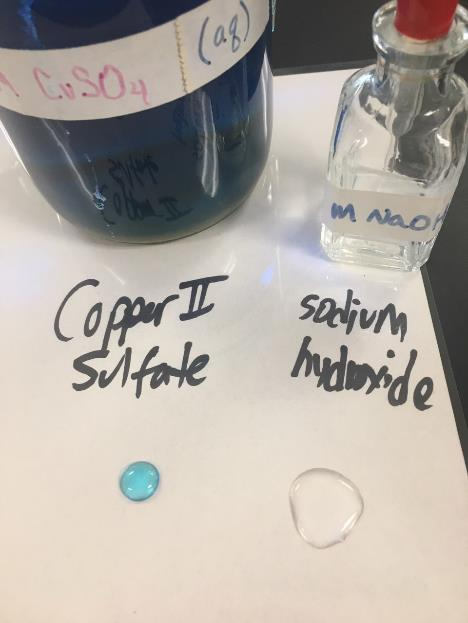 M CuSO4 (aq)
M NaOH
Copper II
Sulfate
sodium
hydroxide